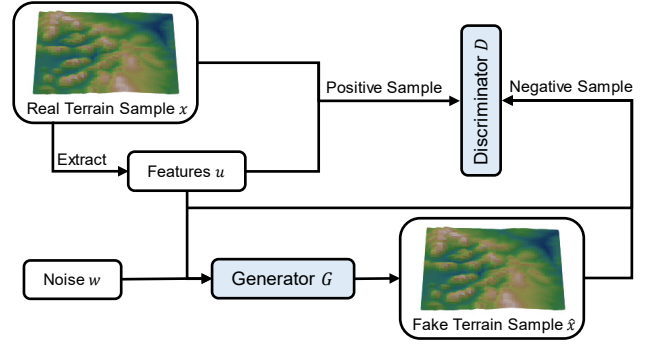 Real Terrain Sample x
Positive Sample
Discriminator D
Negative Sample
Extract
Features u
Noise w
Generator G
Fake Terrain Sample x̂